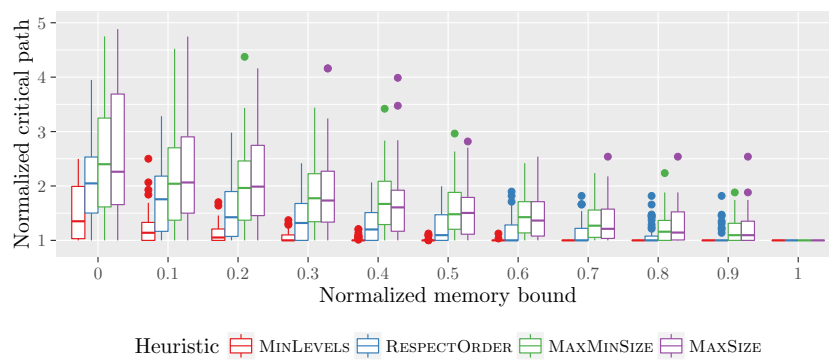 Normalized critical path
5
4
3
2
1
0 0.1 0.2 0.3 0.4 0.5 0.6 0.7 0.8 0.9 1
Normalized memory bound
Heuristic MINLEVELS RESPECTORDER MAXMINSIZE MAXSIZE